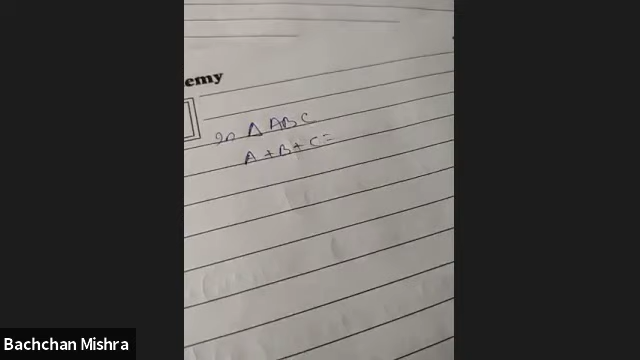 emy
In Δ ABC
A+B+C=
Bachchan Mishra